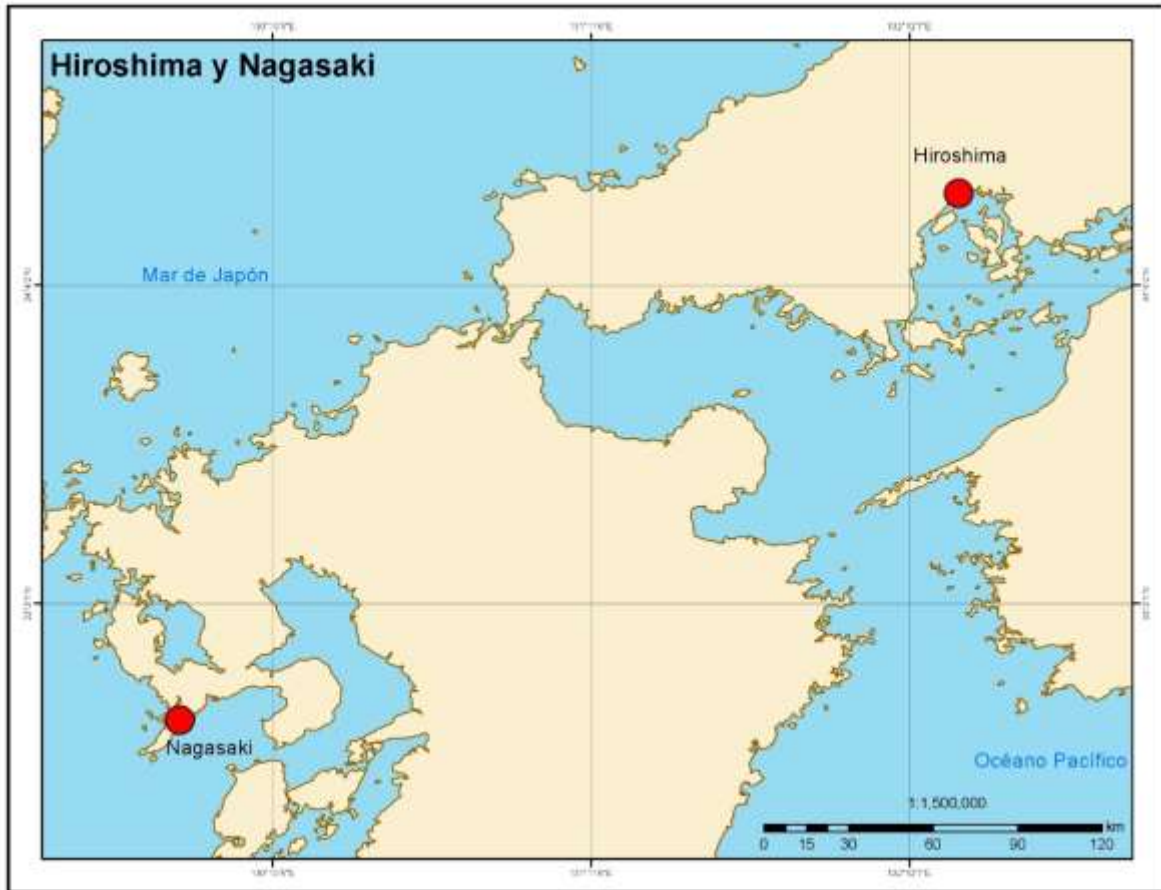 Hiroshima y Nagasaki
Hiroshima
Mar de Japón
Nagasaki
Océano Pacífico
1:1,500,000
km
0 15 30 60 90 120